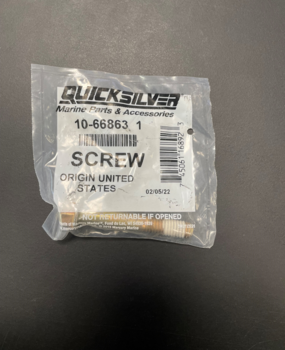 QUICKSILVER
Marine Parts & Accessories
10-66863 1
SCREW
ORIGIN UNITED
STATES
02/05/22
NOT RETURNABLE IF OPENED